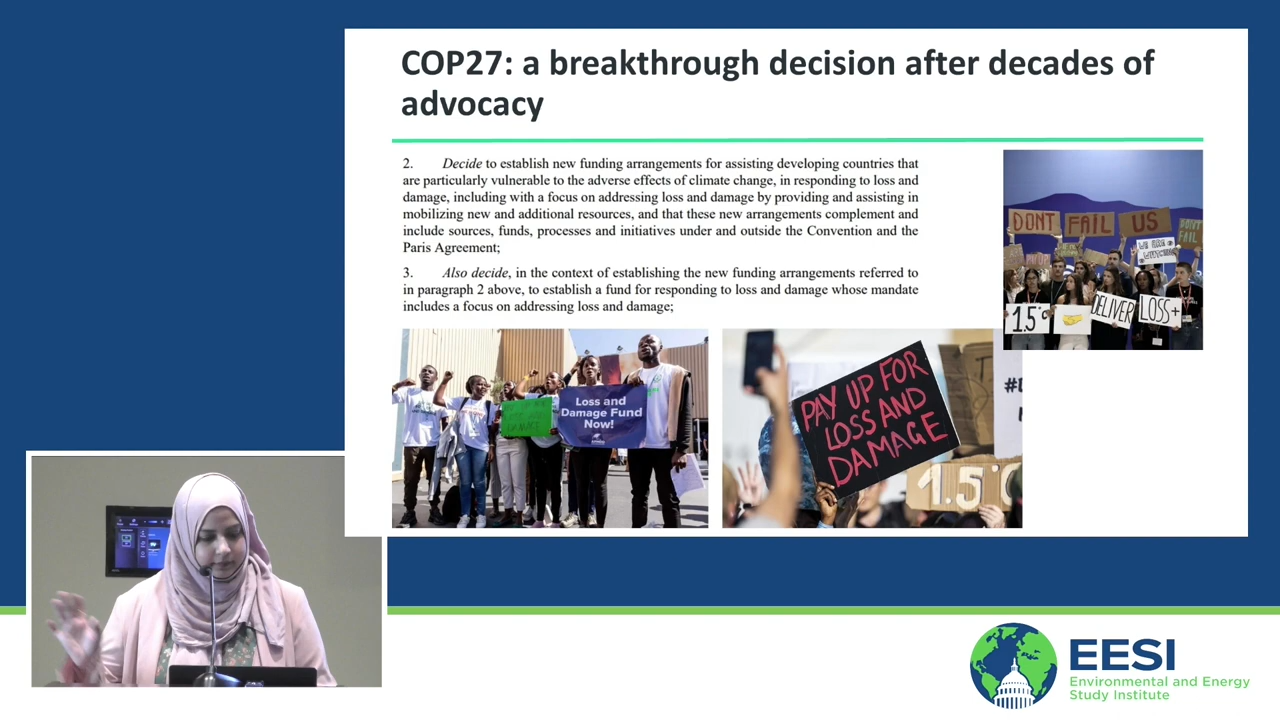 COP27: a breakthrough decision after decades of
advocacy
2. Decide to establish new funding arrangements for assisting developing countries that
are particularly vulnerable to the adverse effects of climate change, in responding to loss and
damage, including with a focus on addressing loss and damage by providing and assisting in
mobilizing new and additional resources, and that these new arrangements complement and
include sources, funds, processes and initiatives under and outside the Convention and the
Paris Agreement;
3. Also decide, in the context of establishing the new funding arrangements referred to
in paragraph 2 above, to establish a fund for responding to loss and damage whose mandate
includes a focus on addressing loss and damage;
DONT FAIL US
DON'T
FAIL
WE ARE
WATCHING
1.5°C
DELIVER
LOSS+
Loss and
Damage Fund
Now!
PAY UP FOR
LOSS AND
DAMAGE
1.5°C
EESI
Environmental and Energy
Study Institute